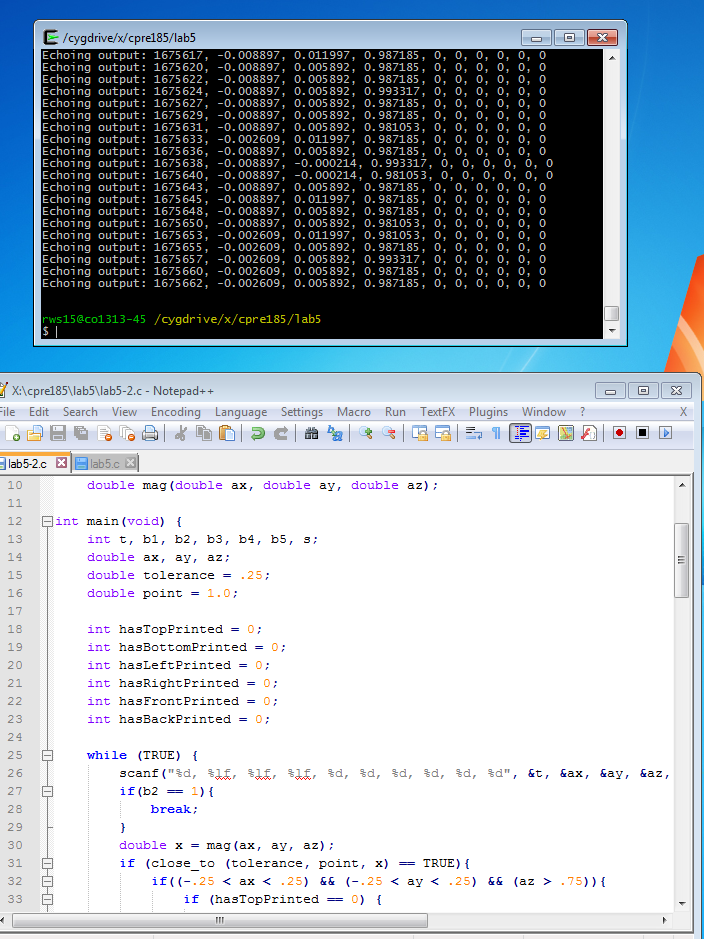 /cygdrive/x/cpre185/lab5
Echoing output: 1675617, -0.008897, 0.011997, 0.987185, 0, 0, 0, 0, 0, 0
Echoing output: 1675620, -0.008897, 0.005892, 0.987185, 0, 0, 0, 0, 0, 0
Echoing output: 1675622, -0.008897, 0.005892, 0.987185, 0, 0, 0, 0, 0, 0
Echoing output: 1675624, -0.008897, 0.005892, 0.993317, 0, 0, 0, 0, 0, 0
Echoing output: 1675627, -0.008897, 0.005892, 0.987185, 0, 0, 0, 0, 0, 0
Echoing output: 1675629, -0.008897, 0.005892, 0.987185, 0, 0, 0, 0, 0, 0
Echoing output: 1675631, -0.008897, 0.005892, 0.981053, 0, 0, 0, 0, 0, 0
Echoing output: 1675633, -0.002609, 0.011997, 0.987185, 0, 0, 0, 0, 0, 0
Echoing output: 1675636, -0.008897, 0.005892, 0.987185, 0, 0, 0, 0, 0, 0
Echoing output: 1675638, -0.008897, -0.000214, 0.993317, 0, 0, 0, 0, 0, 0
Echoing output: 1675640, -0.008897, -0.000214, 0.981053, 0, 0, 0, 0, 0, 0
Echoing output: 1675643, -0.008897, 0.005892, 0.987185, 0, 0, 0, 0, 0, 0
Echoing output: 1675645, -0.008897, 0.011997, 0.987185, 0, 0, 0, 0, 0, 0
Echoing output: 1675648, -0.002609, 0.005892, 0.987185, 0, 0, 0, 0, 0, 0
Echoing output: 1675650, -0.008897, 0.005892, 0.981053, 0, 0, 0, 0, 0, 0
Echoing output: 1675653, -0.002609, 0.011997, 0.981053, 0, 0, 0, 0, 0, 0
Echoing output: 1675655, -0.002609, 0.005892, 0.987185, 0, 0, 0, 0, 0, 0
Echoing output: 1675657, -0.002609, 0.005892, 0.993317, 0, 0, 0, 0, 0, 0
Echoing output: 1675660, -0.002609, 0.005892, 0.987185, 0, 0, 0, 0, 0, 0
Echoing output: 1675662, -0.002609, 0.005892, 0.987185, 0, 0, 0, 0, 0, 0
rws15@co1313-45 /cygdrive/x/cpre185/lab5
$
X:\cpre185\lab5\lab5-2.c - Notepad++
File Edit Search View Encoding Language Settings Macro Run TextFX Plugins Window ? X
lab5-2.c lab5.c
10 double mag(double ax, double ay, double az);
11
12 int main(void) {
13 int t, b1, b2, b3, b4, b5, s;
14 double ax, ay, az;
15 double tolerance = .25;
16 double point = 1.0;
17
18 int hasTopPrinted = 0;
19 int hasBottomPrinted = 0;
20 int hasLeftPrinted = 0;
21 int hasRightPrinted = 0;
22 int hasFrontPrinted = 0;
23 int hasBackPrinted = 0;
24
25 while (TRUE) {
26 scanf("%d, %lf, %lf, %lf, %d, %d, %d, %d, %d, %d", &t, &ax, &ay, &az,
27 if(b2 == 1){
28 break;
29 }
30 double x = mag(ax, ay, az);
31 if (close_to (tolerance, point, x) == TRUE){
32 if((-.25 < ax < .25) && (-.25 < ay < .25) && (az > .75)){
33 if (hasTopPrinted == 0) {